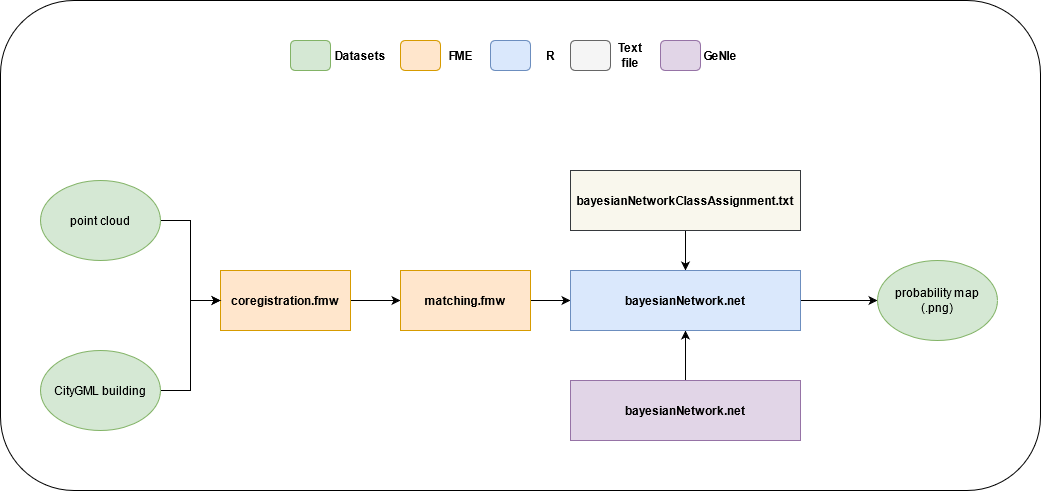 Datasets
FME
R
Text
file
GeNIe
point cloud
bayesianNetworkClassAssignment.txt
coregistration.fmw
matching.fmw
bayesianNetwork.net
probability map
(.png)
CityGML building
bayesianNetwork.net